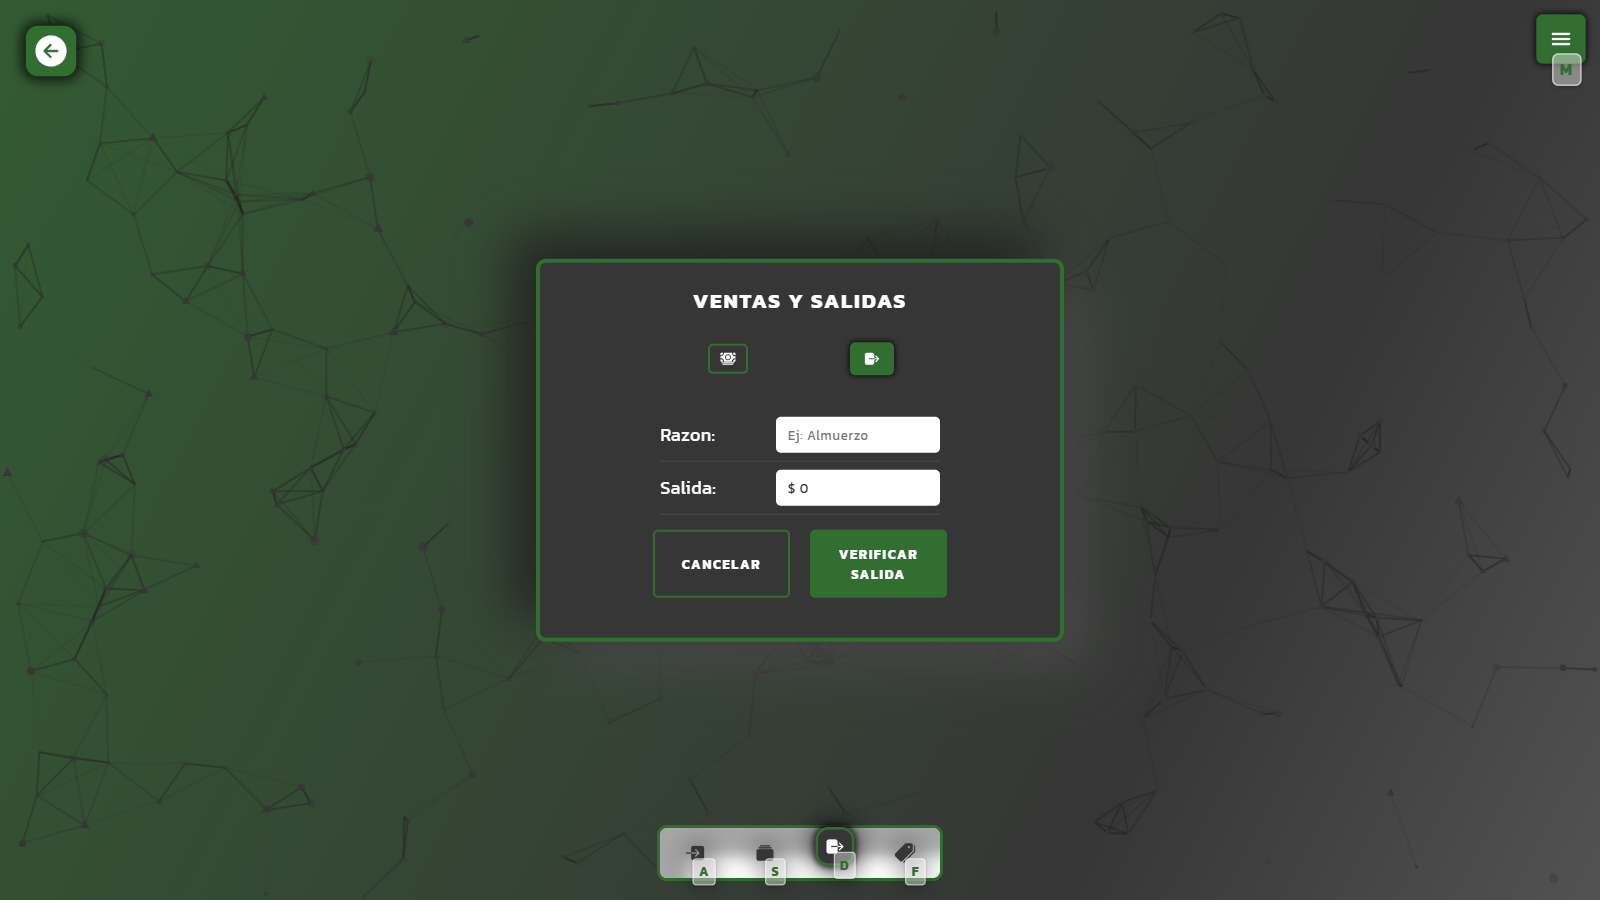 M
VENTAS Y SALIDAS
Razon:
Ej: Almuerzo
Salida:
$ 0
CANCELAR
VERIFICAR
SALIDA
A
S
D
F